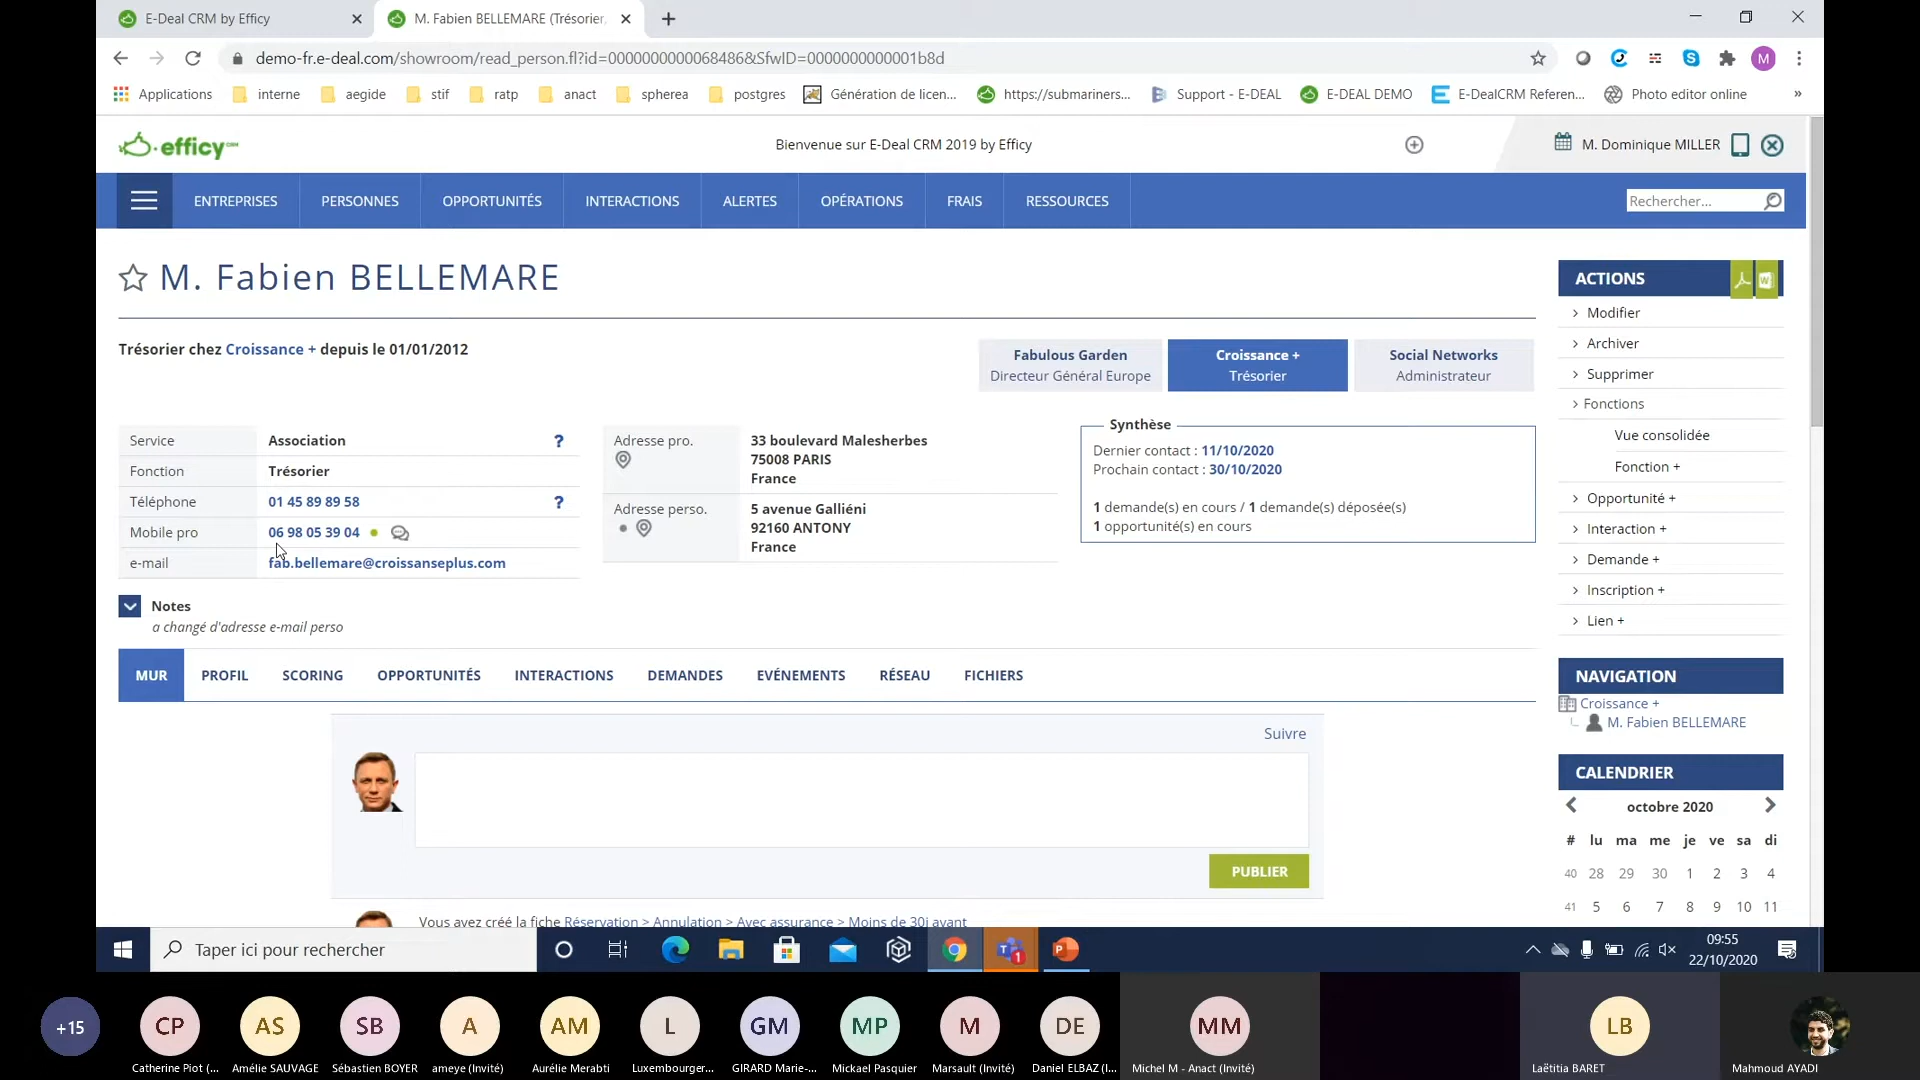 E-Deal CRM by Efficy
M. Fabien BELLEMARE (Trésorier,
demo-fr.e-deal.com/showroom/read_person.fl?id=0000000000068486&SfwID=0000000000001b8d
M
Applications interne aegide stif ratp anact spherea postgres Génération de licen... https://submariners... Support - E-DEAL E-DEAL DEMO E-DealCRM Referen... Photo editor online »
efficy CRM
Bienvenue sur E-Deal CRM 2019 by Efficy
M. Dominique MILLER
ENTREPRISES PERSONNES OPPORTUNITÉS INTERACTIONS ALERTES OPÉRATIONS FRAIS RESSOURCES
Rechercher...
M. Fabien BELLEMARE
Trésorier chez Croissance + depuis le 01/01/2012
Fabulous Garden
Directeur Général Europe
Croissance +
Trésorier
Social Networks
Administrateur
Service Association ?
Fonction Trésorier
Téléphone 01 45 89 89 58 ?
Mobile pro 06 98 05 39 04
e-mail fab.bellemare@croissanseplus.com
Adresse pro.
33 boulevard Malesherbes
75008 PARIS
France
Adresse perso.
5 avenue Galliéni
92160 ANTONY
France
Synthèse
Dernier contact : 11/10/2020
Prochain contact : 30/10/2020
1 demande(s) en cours / 1 demande(s) déposée(s)
1 opportunité(s) en cours
Notes
a changé d'adresse e-mail perso
MUR PROFIL SCORING OPPORTUNITÉS INTERACTIONS DEMANDES EVÉNEMENTS RÉSEAU FICHIERS
Suivre
PUBLIER
Vous avez créé la fiche Réservation > Annulation > Avec assurance > Moins de 30j avant
ACTIONS
Modifier
Archiver
Supprimer
Fonctions
Vue consolidée
Fonction +
Opportunité +
Interaction +
Demande +
Inscription +
Lien +
NAVIGATION
Croissance +
M. Fabien BELLEMARE
CALENDRIER
octobre 2020
# lu ma me je ve sa di
40 28 29 30 1 2 3 4
41 5 6 7 8 9 10 11
Taper ici pour rechercher
1
09:55
22/10/2020
+15 CP AS SB A AM L GM MP M DE MM LB
Catherine Piot (... Amélie SAUVAGE Sébastien BOYER ameye (Invité) Aurélie Merabti Luxembourger... GIRARD Marie-... Mickael Pasquier Marsault (Invité) Daniel ELBAZ (I... Michel M - Anact (Invité) Laëtitia BARET Mahmoud AYADI